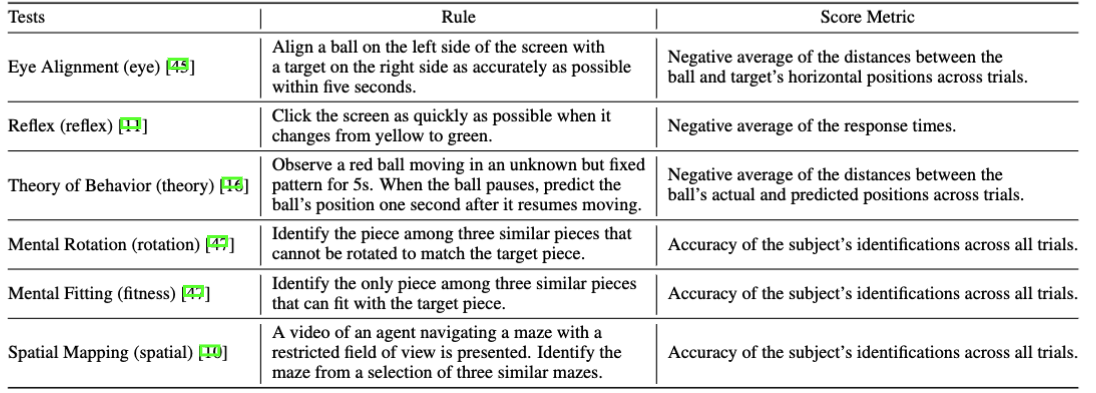 Tests | Rule | Score Metric
Eye Alignment (eye) [45]
Align a ball on the left side of the screen with
a target on the right side as accurately as possible
within five seconds.
Negative average of the distances between the
ball and target's horizontal positions across trials.
Reflex (reflex) [11]
Click the screen as quickly as possible when it
changes from yellow to green.
Negative average of the response times.
Theory of Behavior (theory) [16]
Observe a red ball moving in an unknown but fixed
pattern for 5s. When the ball pauses, predict the
ball's position one second after it resumes moving.
Negative average of the distances between the
ball's actual and predicted positions across trials.
Mental Rotation (rotation) [47]
Identify the piece among three similar pieces that
cannot be rotated to match the target piece.
Accuracy of the subject's identifications across all trials.
Mental Fitting (fitness) [47]
Identify the only piece among three similar pieces
that can fit with the target piece.
Accuracy of the subject's identifications across all trials.
Spatial Mapping (spatial) [10]
A video of an agent navigating a maze with a
restricted field of view is presented. Identify the
maze from a selection of three similar mazes.
Accuracy of the subject's identifications across all trials.